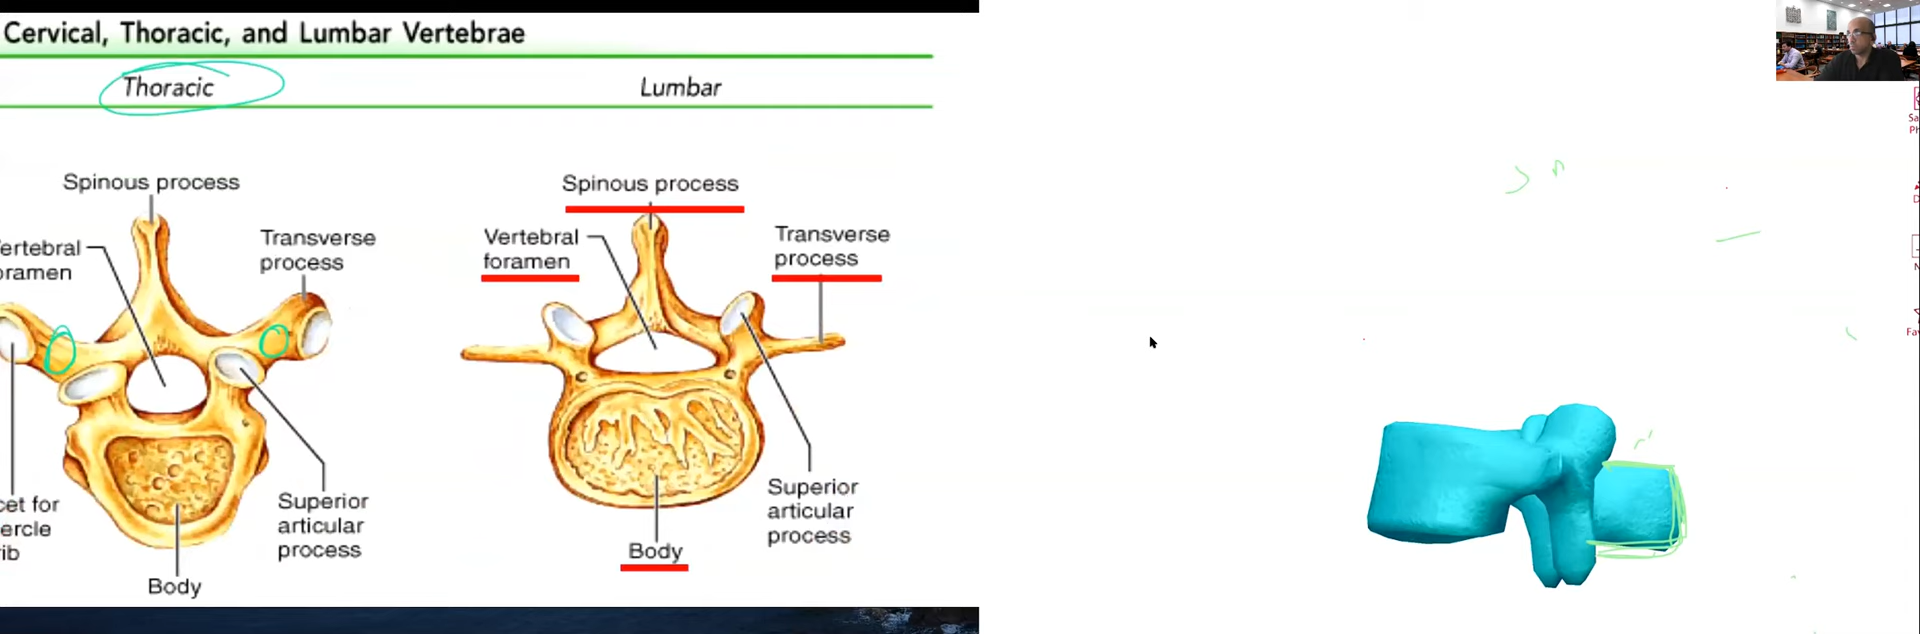 Cervical, Thoracic, and Lumbar Vertebrae
Thoracic
Lumbar
Spinous process
Transverse
process
foramen
Body
Superior
articular
process
Spinous process
Vertebral
foramen
Transverse
process
Superior
articular
process
Body